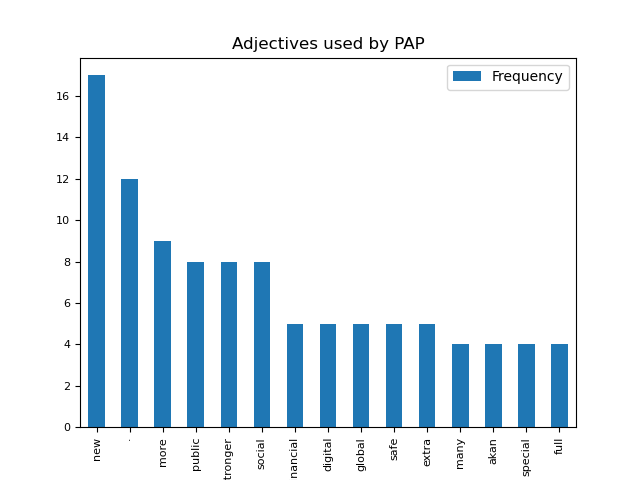 Adjectives used by PAP
Frequency
16
14
12
10
8
6
4
2
0
new
.
more
public
tronger
social
nancial
digital
global
safe
extra
many
akan
special
full